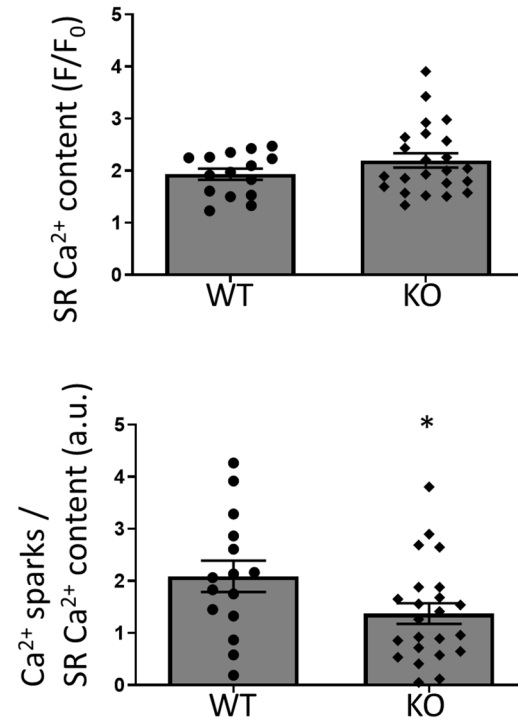 SR Ca²⁺ content (F/F₀)
5
4
3
2
1
0
WT KO
Ca²⁺ sparks /
SR Ca²⁺ content (a.u.)
5
4
3
2
1
0
*
WT KO